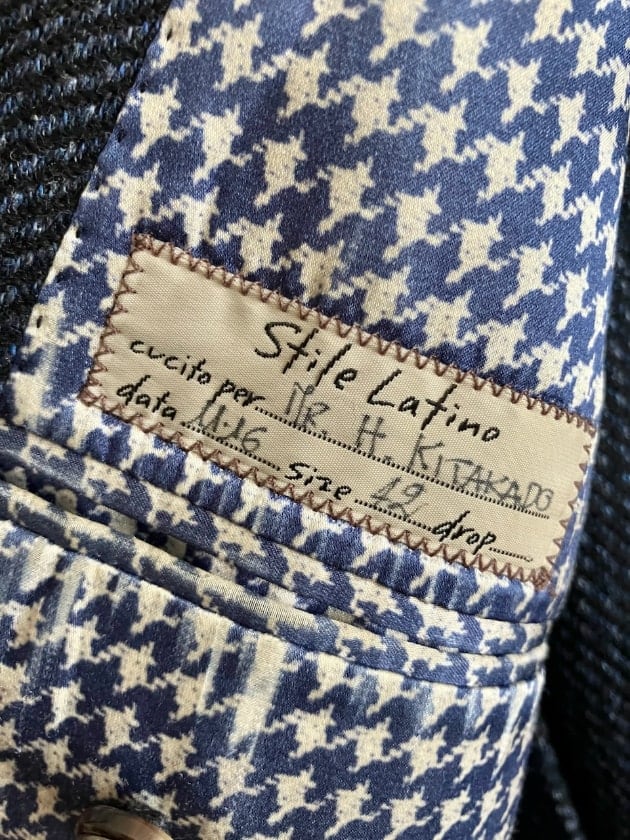 Stile Latino
cucito per MR. H. KITAKADO
data 11.16 size 42 drop